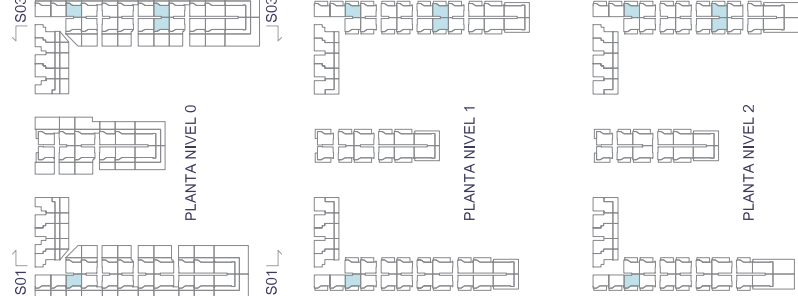 S03
S03
PLANTA NIVEL 0
PLANTA NIVEL 1
PLANTA NIVEL 2
S01
S01